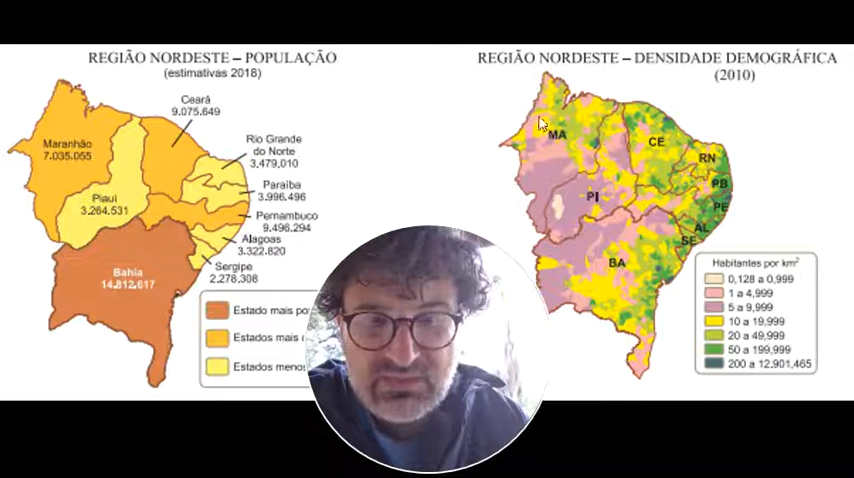 REGIÃO NORDESTE – POPULAÇÃO
(estimativas 2018)
Ceará
9.075.649
Maranhão
7.035.055
Rio Grande
do Norte
3.479,010
Piauí
3.264.531
Paraíba
3.996.496
Pernambuco
9.496.294
Alagoas
3.322.820
Sergipe
2,278,308
Bahia
14.812.617
Estado mais
Estados mais
Estados menos
REGIÃO NORDESTE – DENSIDADE DEMOGRÁFICA
(2010)
MA
CE
RN
PB
PE
PI
AL
SE
BA
Habitantes por km²
0,128 a 0,999
1 a 4,999
5 a 9,999
10 a 19,999
20 a 49,999
50 a 199,999
200 a 12.901,465